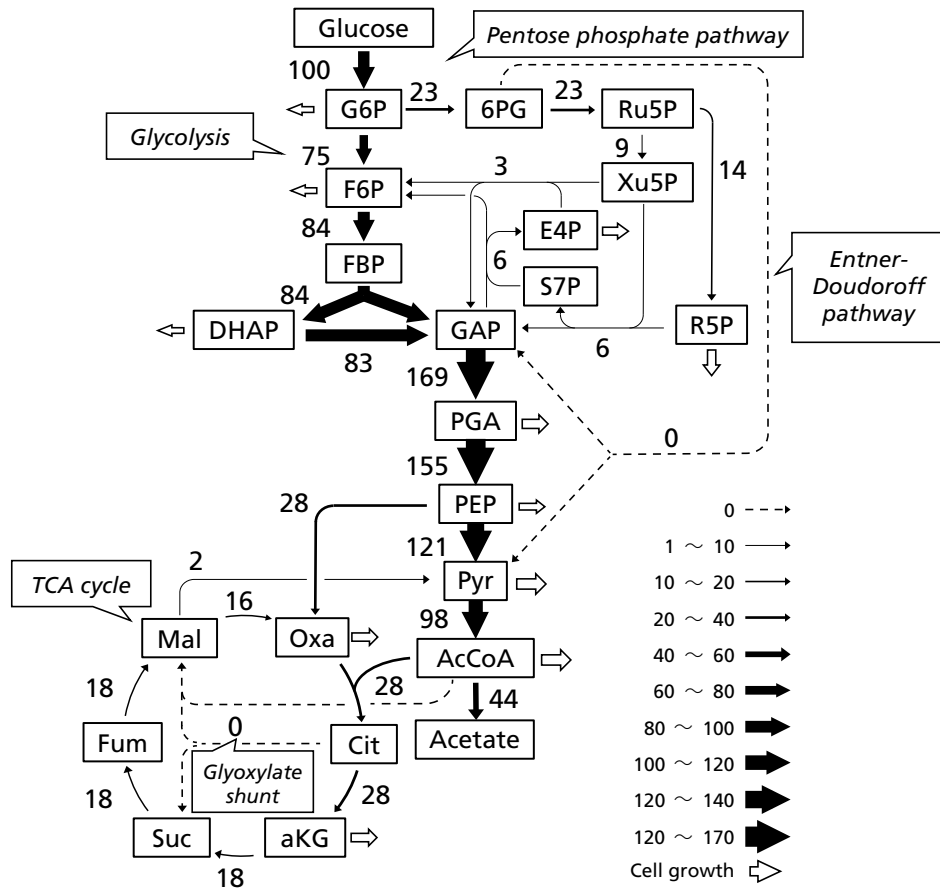 Glucose
Pentose phosphate pathway
100
23
23
G6P
6PG
Ru5P
Glycolysis
75
9
14
3
F6P
Xu5P
84
E4P
6
FBP
S7P
Entner-
Doudoroff
pathway
84
DHAP
GAP
R5P
83
6
169
PGA
0
155
28
PEP
0
121
1 ~ 10
2
TCA cycle
Pyr
10 ~ 20
16
98
20 ~ 40
Mal
Oxa
AcCoA
40 ~ 60
18
28
44
60 ~ 80
0
80 ~ 100
Fum
Cit
Acetate
Glyoxylate
shunt
100 ~ 120
18
28
120 ~ 140
Suc
aKG
120 ~ 170
18
Cell growth